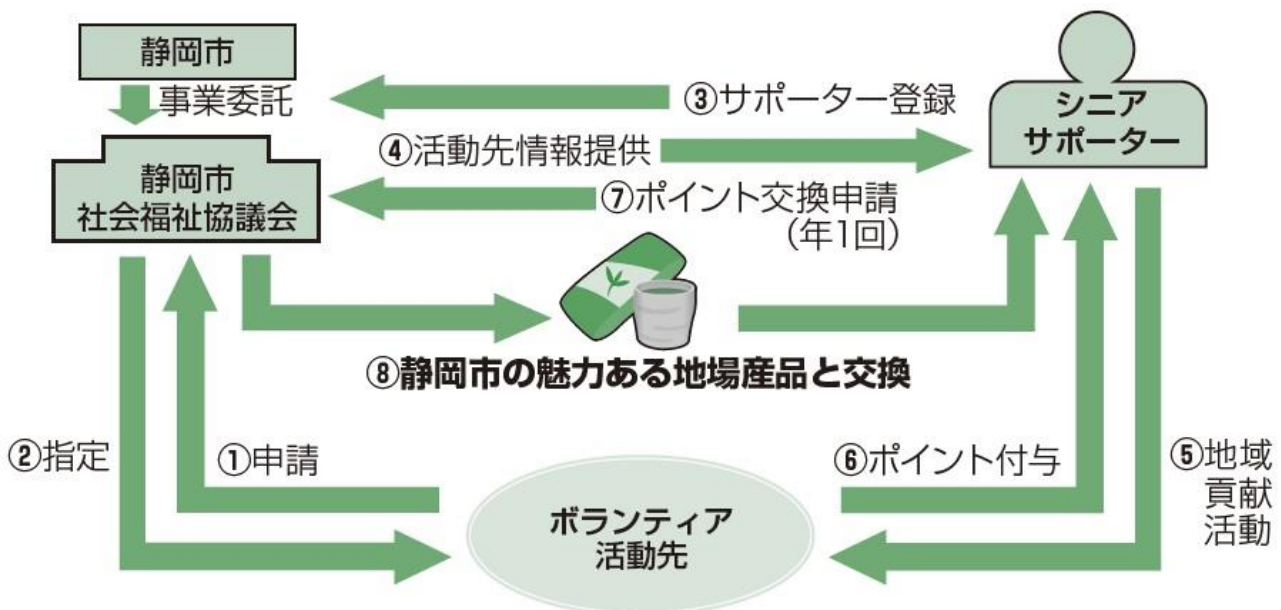 静岡市
事業委託
静岡市
社会福祉協議会
③サポーター登録
④活動先情報提供
⑦ポイント交換申請
（年1回）
シニア
サポーター
⑧静岡市の魅力ある地場産品と交換
②指定
①申請
⑥ポイント付与
⑤地域
貢献
活動
ボランティア
活動先